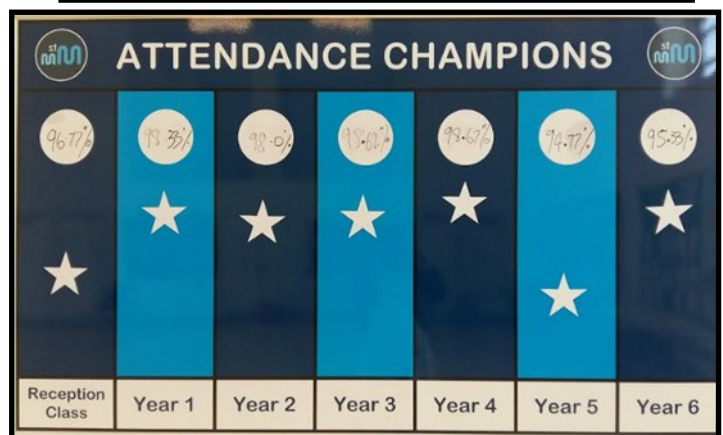 st
M
ATTENDANCE CHAMPIONS
st
M
96.77%
98.33%
98.0%
98.62%
98.67%
94.77%
95.33%
Reception
Class
Year 1
Year 2
Year 3
Year 4
Year 5
Year 6